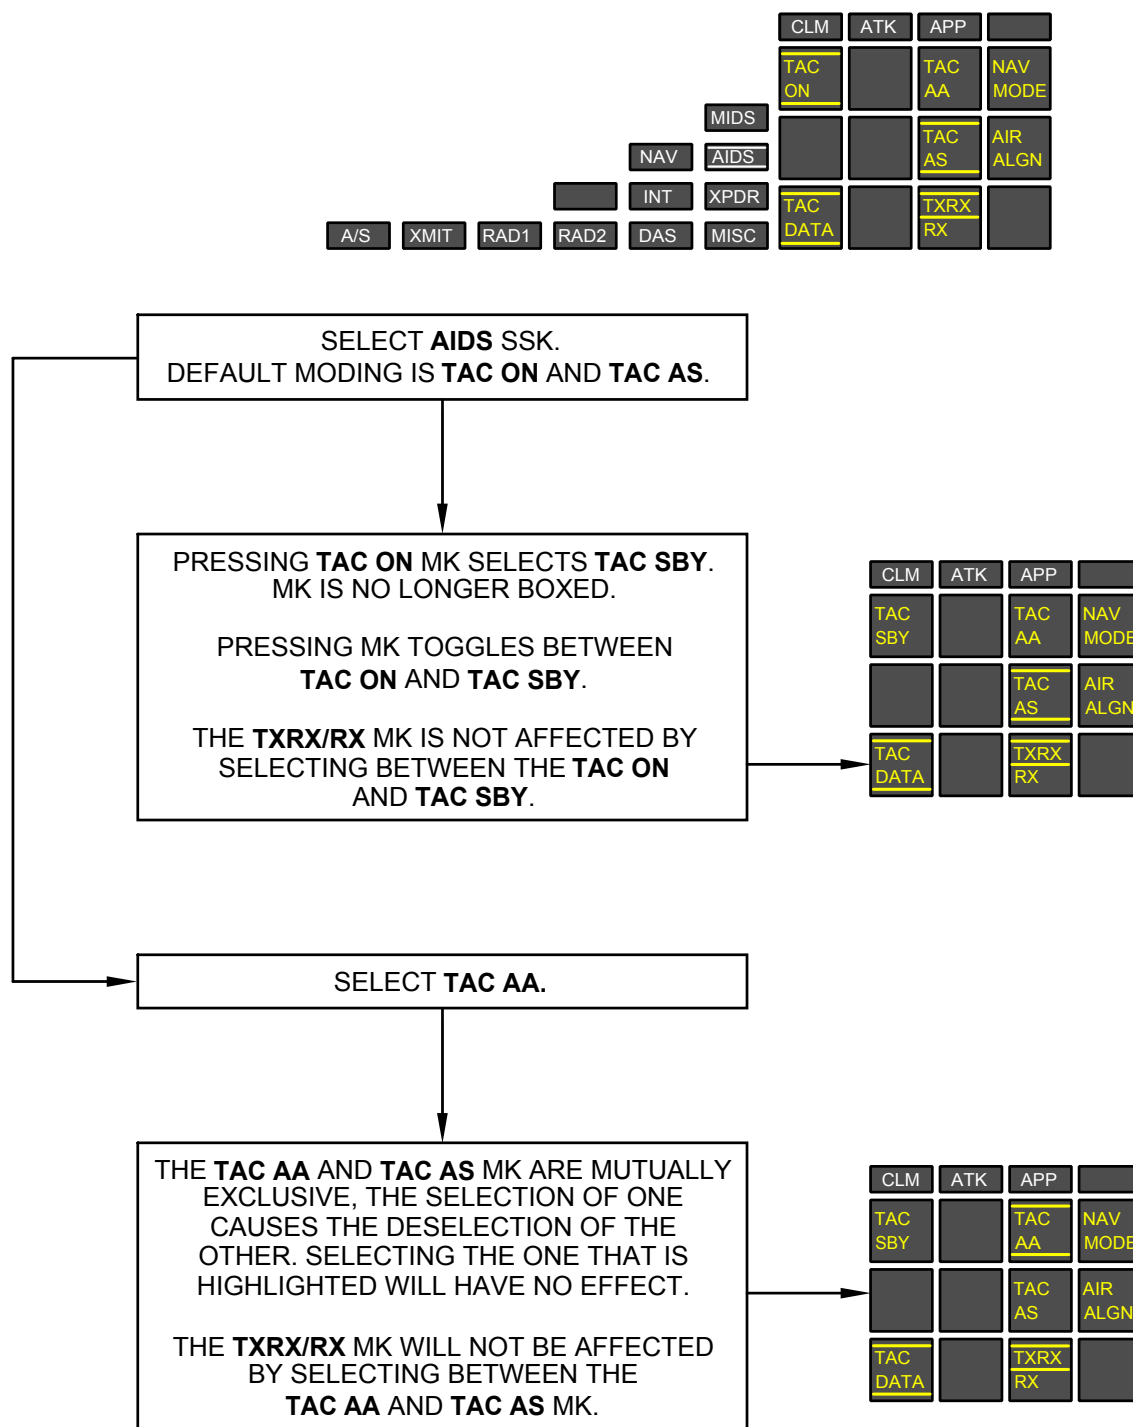 CLM ATK APP
TAC ON TAC AA NAV MODE
MIDS
NAV AIDS TAC AS AIR ALGN
INT XPDR
A/S XMIT RAD1 RAD2 DAS MISC TAC DATA TXRX RX
SELECT AIDS SSK.
DEFAULT MODING IS TAC ON AND TAC AS.
PRESSING TAC ON MK SELECTS TAC SBY.
MK IS NO LONGER BOXED.
PRESSING MK TOGGLES BETWEEN
TAC ON AND TAC SBY.
THE TXRX/RX MK IS NOT AFFECTED BY
SELECTING BETWEEN THE TAC ON
AND TAC SBY.
CLM ATK APP
TAC TAC NAV
SBY AA MODE
TAC AIR
AS ALGN
TAC TXRX
DATA RX
SELECT TAC AA.
THE TAC AA AND TAC AS MK ARE MUTUALLY
EXCLUSIVE, THE SELECTION OF ONE
CAUSES THE DESELECTION OF THE
OTHER. SELECTING THE ONE THAT IS
HIGHLIGHTED WILL HAVE NO EFFECT.
THE TXRX/RX MK WILL NOT BE AFFECTED
BY SELECTING BETWEEN THE
TAC AA AND TAC AS MK.
CLM ATK APP
TAC TAC NAV
SBY AA MODE
TAC AIR
AS ALGN
TAC TXRX
DATA RX